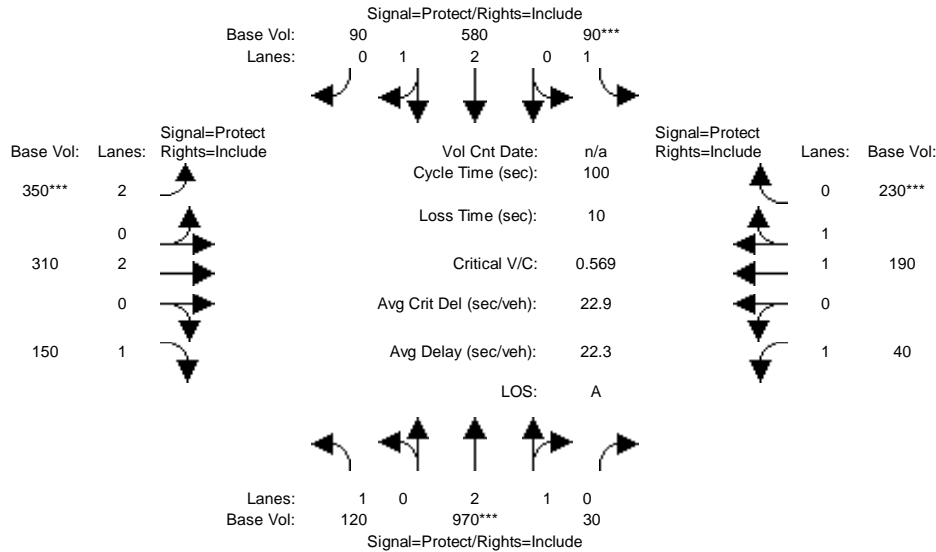 Signal=Protect/Rights=Include
Base Vol: 90 580 90***
Lanes: 0 1 2 0 1
Signal=Protect Signal=Protect
Base Vol: Lanes: Rights=Include Vol Cnt Date: n/a Rights=Include Lanes: Base Vol:
Cycle Time (sec): 100
350*** 2 0 230***
Loss Time (sec): 10
0 1
310 2 Critical V/C: 0.569 1 190
0 Avg Crit Del (sec/veh): 22.9 0
150 1 Avg Delay (sec/veh): 22.3 1 40
LOS: A
Lanes: 1 0 2 1 0
Base Vol: 120 970*** 30
Signal=Protect/Rights=Include